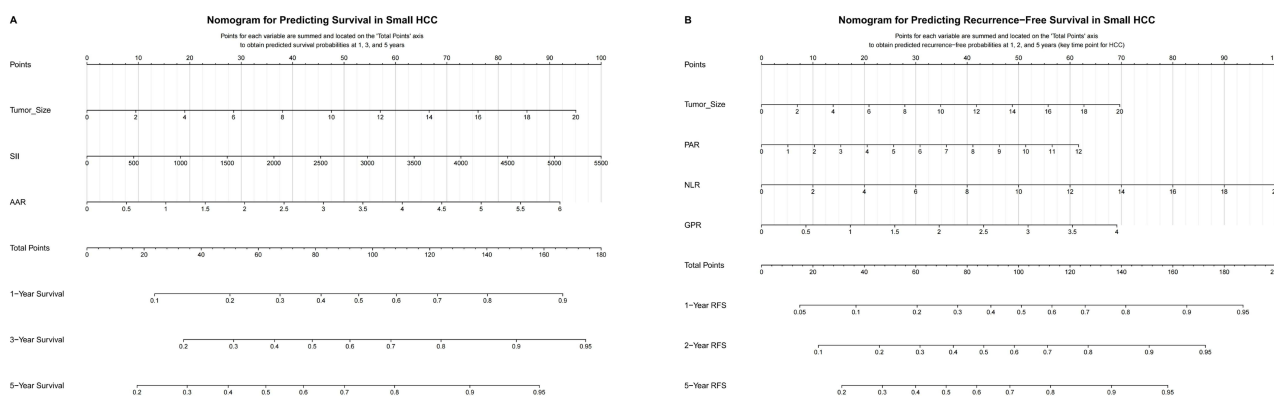 A
Nomogram for Predicting Survival in Small HCC
Points for each variable are summed and located on the 'Total Points' axis
to obtain predicted survival probabilities at 1, 3, and 5 years
Points
0 10 20 30 40 50 60 70 80 90 100
Tumor_Size
0 2 4 6 8 10 12 14 16 18 20
SII
0 500 1000 1500 2000 2500 3000 3500 4000 4500 5000 5500
AAR
0 0.5 1 1.5 2 2.5 3 3.5 4 4.5 5 5.5 6
Total Points
0 20 40 60 80 100 120 140 160 180
1−Year Survival
0.1 0.2 0.3 0.4 0.5 0.6 0.7 0.8 0.9
3−Year Survival
0.2 0.3 0.4 0.5 0.6 0.7 0.8 0.9 0.95
5−Year Survival
0.2 0.3 0.4 0.5 0.6 0.7 0.8 0.9 0.95
B
Nomogram for Predicting Recurrence−Free Survival in Small HCC
Points for each variable are summed and located on the 'Total Points' axis
to obtain predicted recurrence−free probabilities at 1, 2, and 5 years (key time point for HCC)
Points
0 10 20 30 40 50 60 70 80 90
Tumor_Size
0 2 4 6 8 10 12 14 16 18 20
PAR
0 1 2 3 4 5 6 7 8 9 10 11 12
NLR
0 2 4 6 8 10 12 14 16 18
GPR
0 0.5 1 1.5 2 2.5 3 3.5 4
Total Points
0 20 40 60 80 100 120 140 160 180
1−Year RFS
0.05 0.1 0.2 0.3 0.4 0.5 0.6 0.7 0.8 0.9 0.95
2−Year RFS
0.1 0.2 0.3 0.4 0.5 0.6 0.7 0.8 0.9 0.95
5−Year RFS
0.2 0.3 0.4 0.5 0.6 0.7 0.8 0.9 0.95